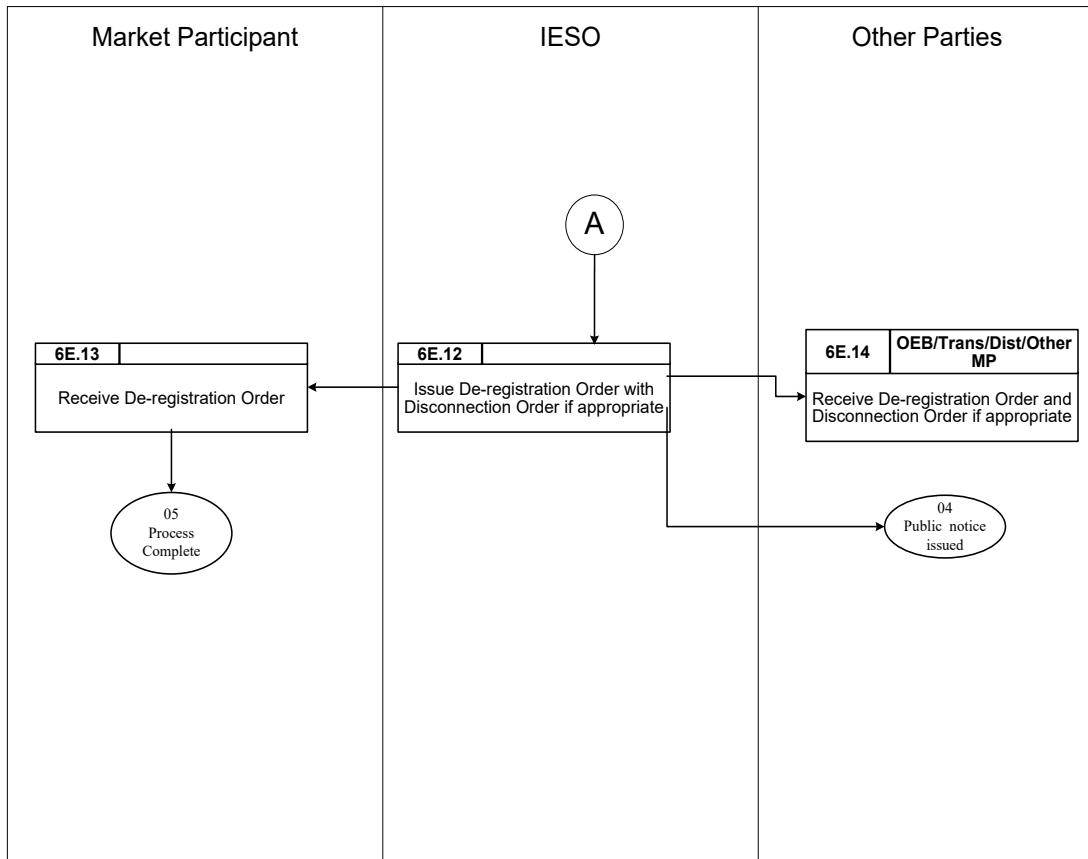 Market Participant
IESO
Other Parties
A
6E.13
Receive De-registration Order
6E.12
Issue De-registration Order with
Disconnection Order if appropriate
6E.14
OEB/Trans/Dist/Other
MP
Receive De-registration Order and
Disconnection Order if appropriate
05
Process
Complete
04
Public notice
issued